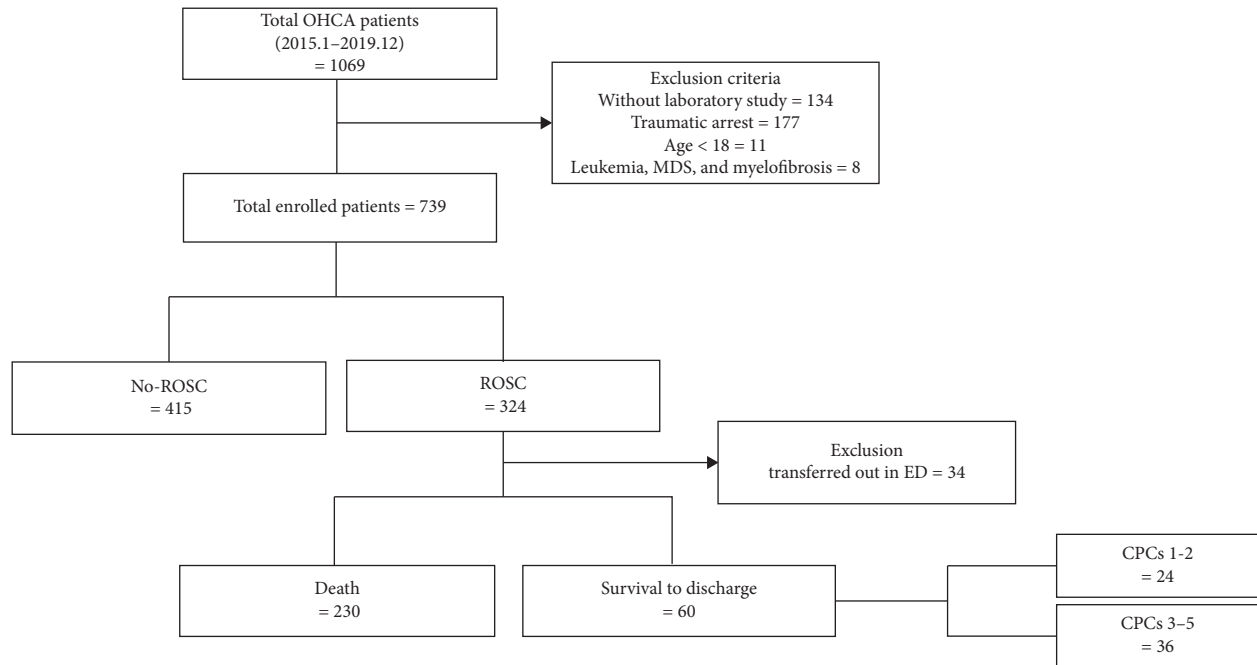 Total OHCA patients
(2015.1–2019.12)
= 1069
Exclusion criteria
Without laboratory study = 134
Traumatic arrest = 177
Age < 18 = 11
Leukemia, MDS, and myelofibrosis = 8
Total enrolled patients = 739
No-ROSC
= 415
ROSC
= 324
Exclusion
transferred out in ED = 34
Death
= 230
Survival to discharge
= 60
CPCs 1-2
= 24
CPCs 3–5
= 36